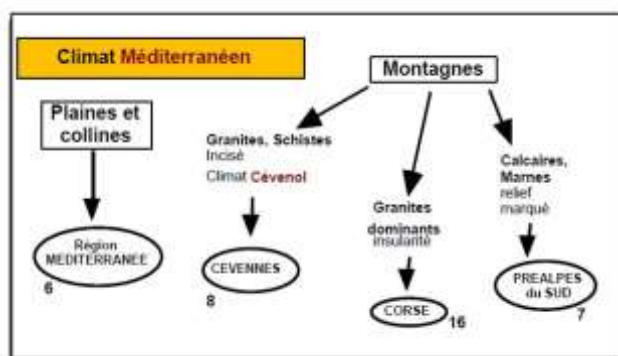 Climat Méditerranéen
Montagnes
Plaines et
collines
Granites, Schistes
Incisé
Climat Cévenol
Calcaires,
Marnes
relief
marqué
Granites
dominants
insularité
Région
MEDITERRANEE
6
CEVENNES
8
CORSE
16
PREALPES
du SUD
7